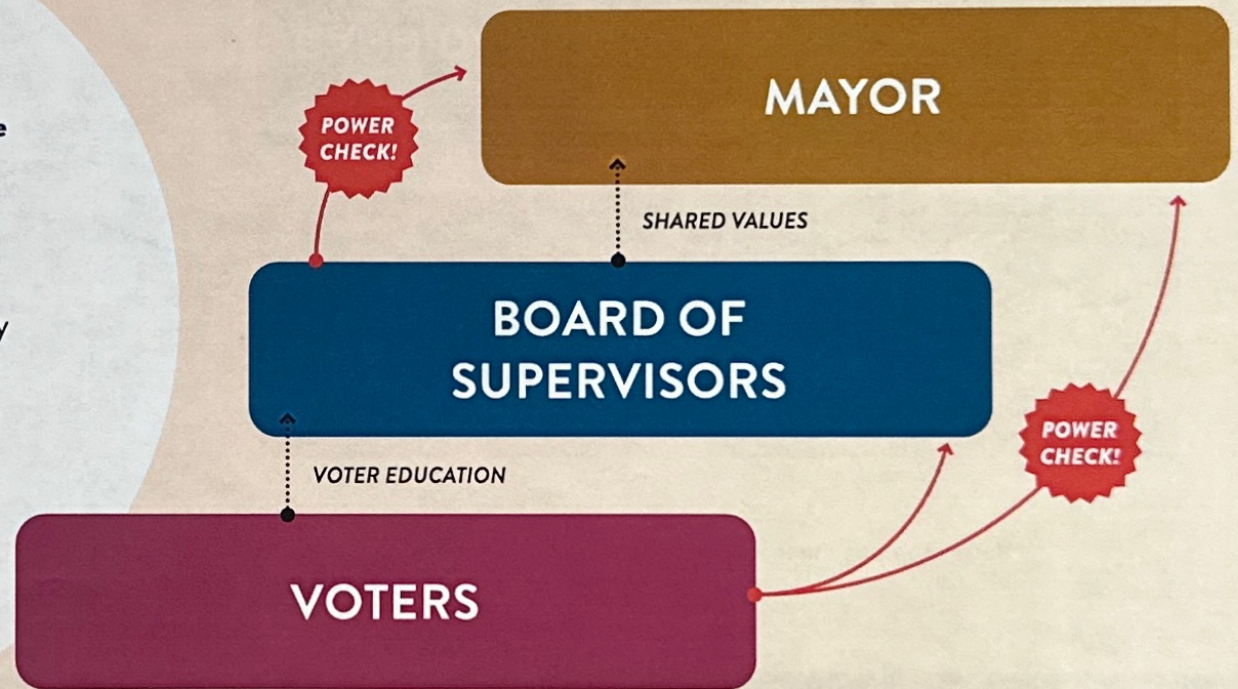 MAYOR
POWER
CHECK!
SHARED VALUES
BOARD OF
SUPERVISORS
POWER
CHECK!
VOTER EDUCATION
VOTERS